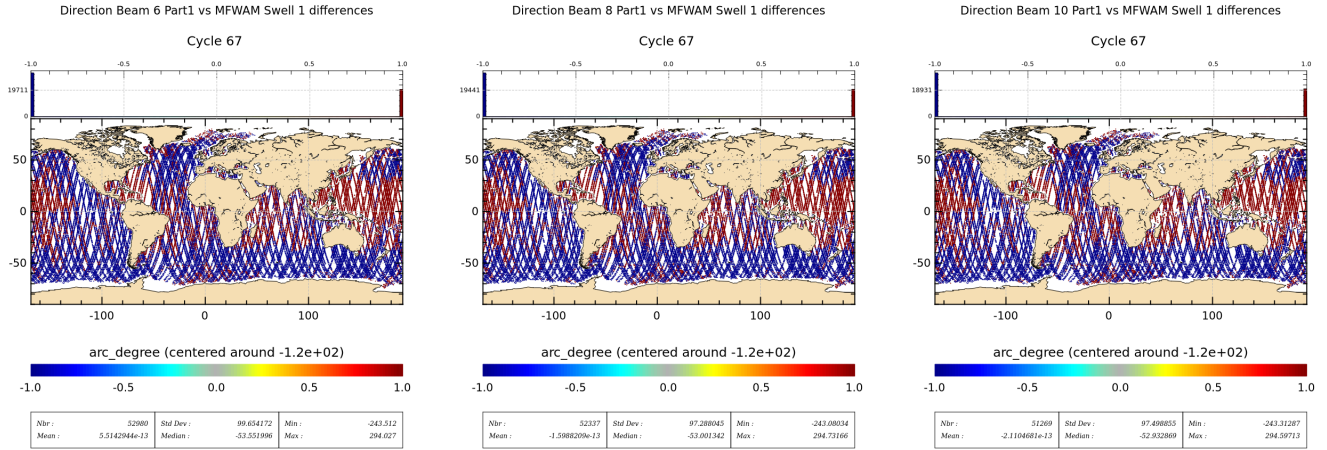 Direction Beam 6 Part1 vs MFWAM Swell 1 differences
Cycle 67
-1.0 -0.5 0.0 0.5 1.0
19711
0
50
0
-50
-100 0 100
arc_degree (centered around -1.2e+02)
-1.0 -0.5 0.0 0.5 1.0
Nbr : 52980 Std Dev : 99.654172 Min : -243.512
Mean : 5.5142944e-13 Median : -53.551996 Max : 294.027
Direction Beam 8 Part1 vs MFWAM Swell 1 differences
Cycle 67
-1.0 -0.5 0.0 0.5 1.0
19441
0
50
0
-50
-100 0 100
arc_degree (centered around -1.2e+02)
-1.0 -0.5 0.0 0.5 1.0
Nbr : 52337 Std Dev : 97.288045 Min : -243.08034
Mean : -1.5988209e-13 Median : -53.001342 Max : 294.73166
Direction Beam 10 Part1 vs MFWAM Swell 1 differences
Cycle 67
-1.0 -0.5 0.0 0.5 1.0
18931
0
50
0
-50
-100 0 100
arc_degree (centered around -1.2e+02)
-1.0 -0.5 0.0 0.5 1.0
Nbr : 51269 Std Dev : 97.498855 Min : -243.31287
Mean : -2.1104681e-13 Median : -52.932869 Max : 294.59713